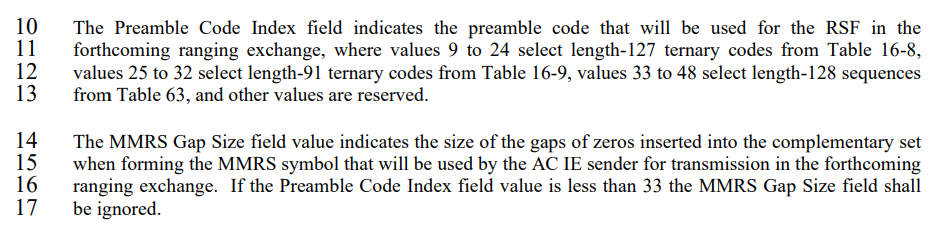 10 The Preamble Code Index field indicates the preamble code that will be used for the RSF in the
11 forthcoming ranging exchange, where values 9 to 24 select length-127 ternary codes from Table 16-8,
12 values 25 to 32 select length-91 ternary codes from Table 16-9, values 33 to 48 select length-128 sequences
13 from Table 63, and other values are reserved.
14 The MMRS Gap Size field value indicates the size of the gaps of zeros inserted into the complementary set
15 when forming the MMRS symbol that will be used by the AC IE sender for transmission in the forthcoming
16 ranging exchange. If the Preamble Code Index field value is less than 33 the MMRS Gap Size field shall
17 be ignored.